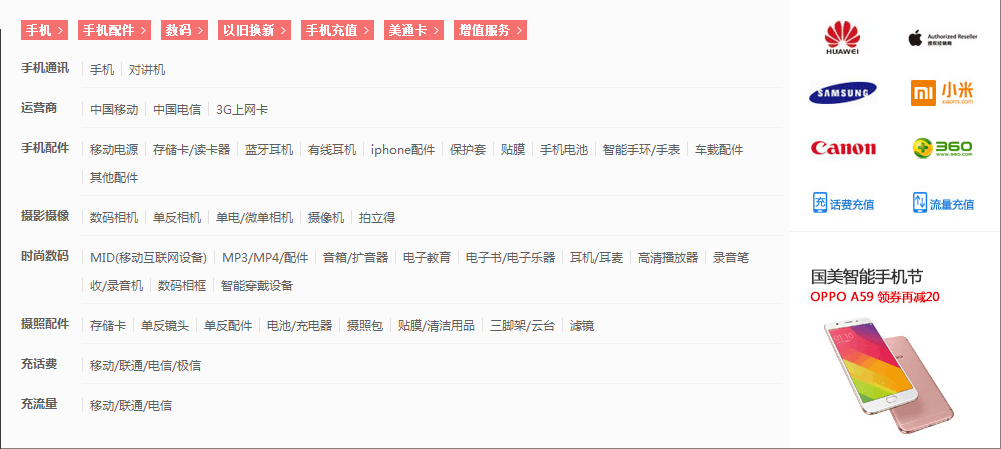 手机 > 手机配件 > 数码 > 以旧换新 > 手机充值 > 美通卡 > 增值服务 >
手机通讯 手机 对讲机
运营商 中国移动 中国电信 3G上网卡
手机配件 移动电源 存储卡/读卡器 蓝牙耳机 有线耳机 iphone配件 保护套 贴膜 手机电池 智能手环/手表 车载配件
其他配件
摄影摄像 数码相机 单反相机 单电/微单相机 摄像机 拍立得
时尚数码 MID(移动互联网设备) MP3/MP4/配件 音箱/扩音器 电子教育 电子书/电子乐器 耳机/耳麦 高清播放器 录音笔
收/录音机 数码相框 智能穿戴设备
摄照配件 存储卡 单反镜头 单反配件 电池/充电器 摄照包 贴膜/清洁用品 三脚架/云台 滤镜
充话费 移动/联通/电信/极信
充流量 移动/联通/电信
HUAWEI
Authorized Reseller
授权经销商
SAMSUNG
小米
xiaomi.com
Canon
360
www.360.com
充 话费充值
流量充值
国美智能手机节
OPPO A59 领券再减20
01:10